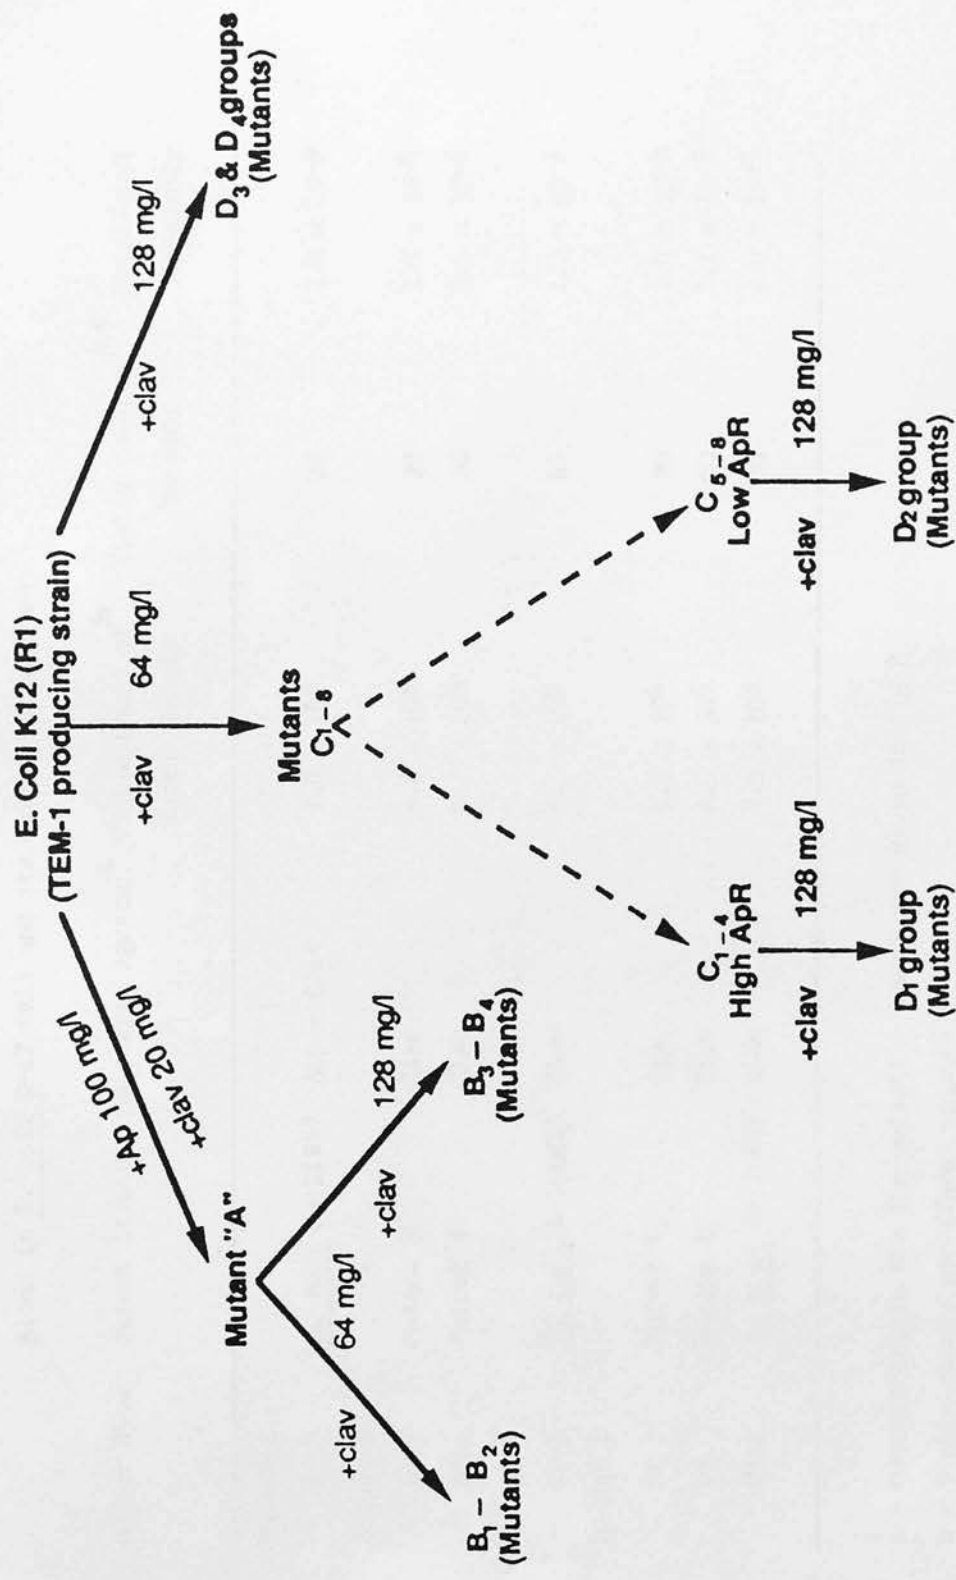 E. Coli K12 (R1)
(TEM-1 producing strain)
+Ap 100 mg/l
+clav 20 mg/l
+clav 64 mg/l
+clav 128 mg/l
Mutant "A"
Mutants
C1-8
D3 & D4 groups
(Mutants)
+clav 64 mg/l
+clav 128 mg/l
B1 - B2
(Mutants)
B3 - B4
(Mutants)
C1-4
High ApR
C5-8
Low ApR
+clav 128 mg/l
+clav 128 mg/l
D1 group
(Mutants)
D2 group
(Mutants)